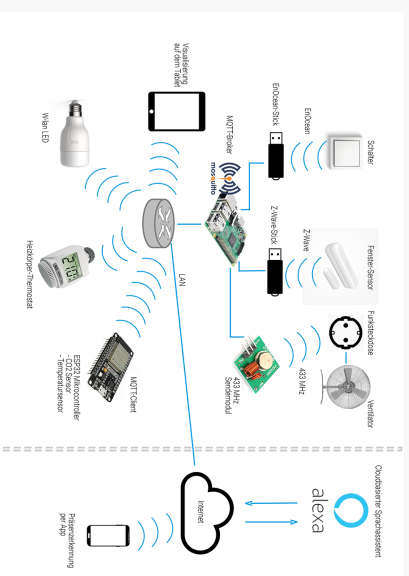 Schalter
Fenster-Sensor
Funksteckdose
Ventilator
Cloudbasierter Sprachassistent
alexa
EnOcean
Z-Wave
433 MHz
EnOcean-Stick
Z-Wave-Stick
433 MHz
Sendemodul
MQTT-Broker
mosquitto
Internet
LAN
Visualisierung
auf dem Tablet
MQTT-Client
ESP32 Mikrocontroller
- CO2 Sensor
- Temperatursensor
Präsenzerkennung
per App
W-lan LED
Heizkörper-Thermostat